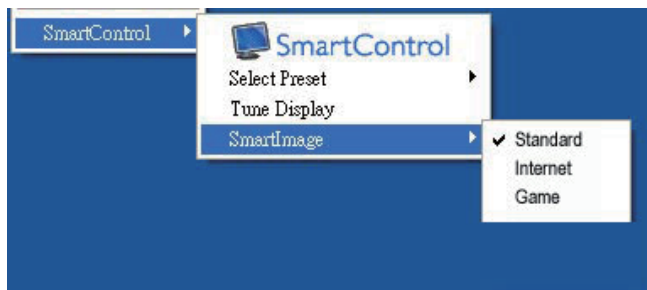 SmartControl
SmartControl
Select Preset
Tune Display
SmartImage
Standard
Internet
Game